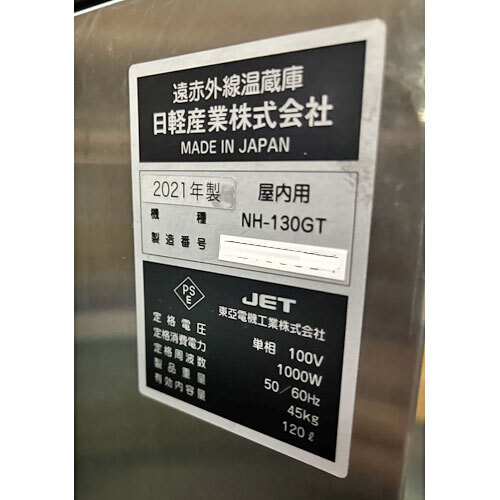 遠赤外線温蔵庫
日軽産業株式会社
MADE IN JAPAN
2021年製 屋内用
機種 NH-130GT
製造番号
PS E JET
東亞電機工業株式会社
定格電圧 単相 100V
定格消費電力 1000W
定格周波数 50/60Hz
製品重量 45kg
有効内容量 120ℓ